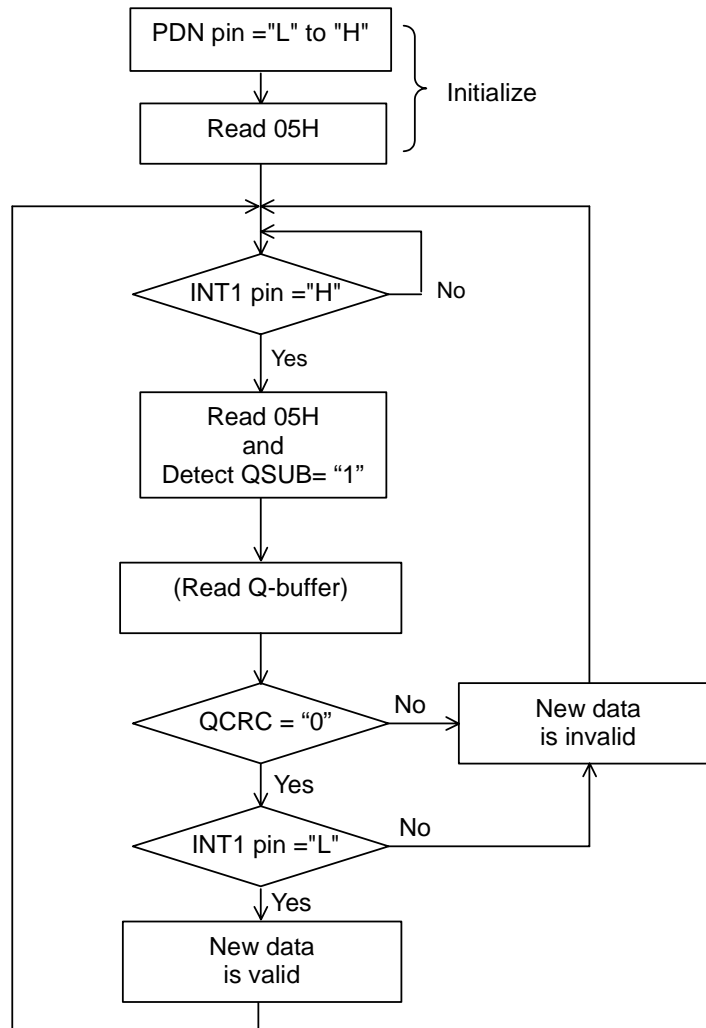 PDN pin ="L" to "H"
Initialize
Read 05H
INT1 pin ="H"
No
Yes
Read 05H
and
Detect QSUB= “1”
(Read Q-buffer)
QCRC = “0”
No
New data
is invalid
Yes
INT1 pin ="L"
No
Yes
New data
is valid